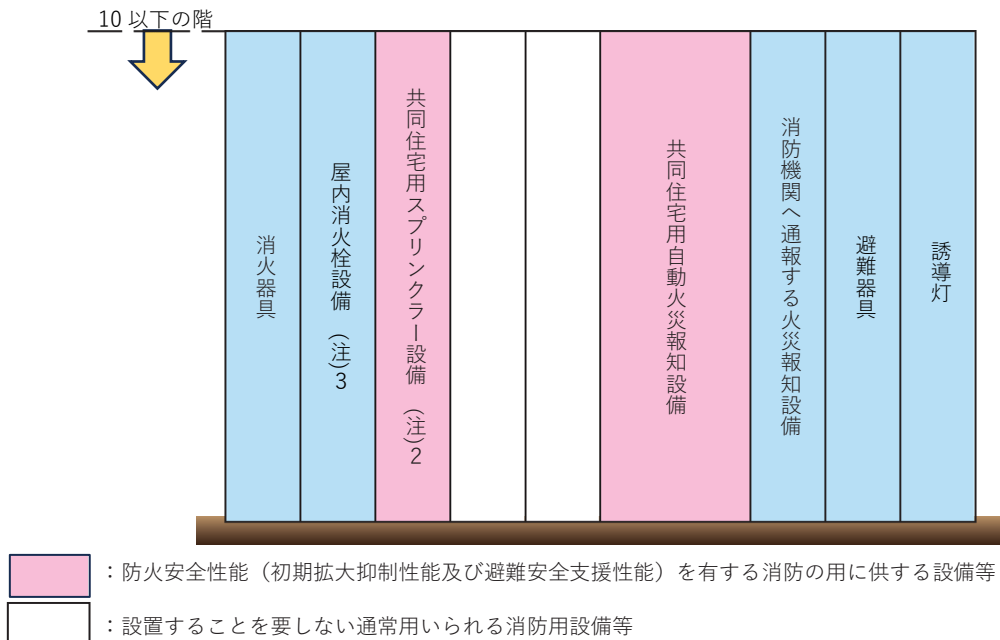 10 以下の階
消火器具
屋内消火栓設備 (注)3
共同住宅用スプリンクラー設備 (注)2
共同住宅用自動火災報知設備
消防機関へ通報する火災報知設備
避難器具
誘導灯
：防火安全性能（初期拡大抑制性能及び避難安全支援性能）を有する消防の用に供する設備等
：設置することを要しない通常用いられる消防用設備等